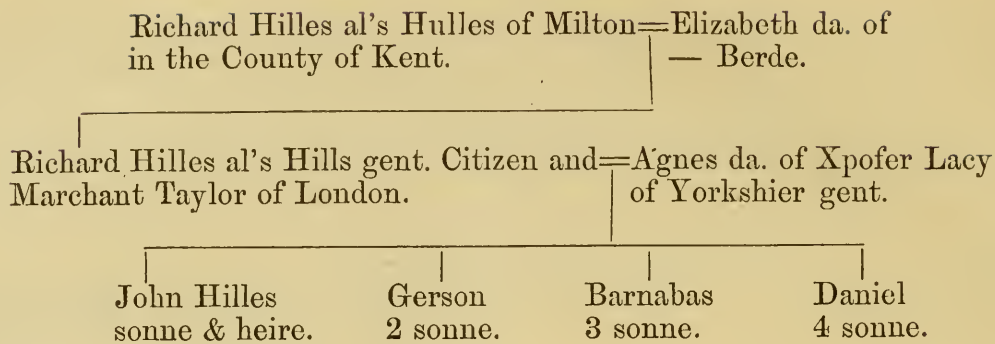 Richard Hilles al's Hulles of Milton=Elizabeth da. of
in the County of Kent. — Berde.
Richard Hilles al's Hills gent. Citizen and=Agnes da. of Xpofer Lacy
Marchant Taylor of London. of Yorkshier gent.
John Hilles Gerson Barnabas Daniel
sonne & heire. 2 sonne. 3 sonne. 4 sonne.